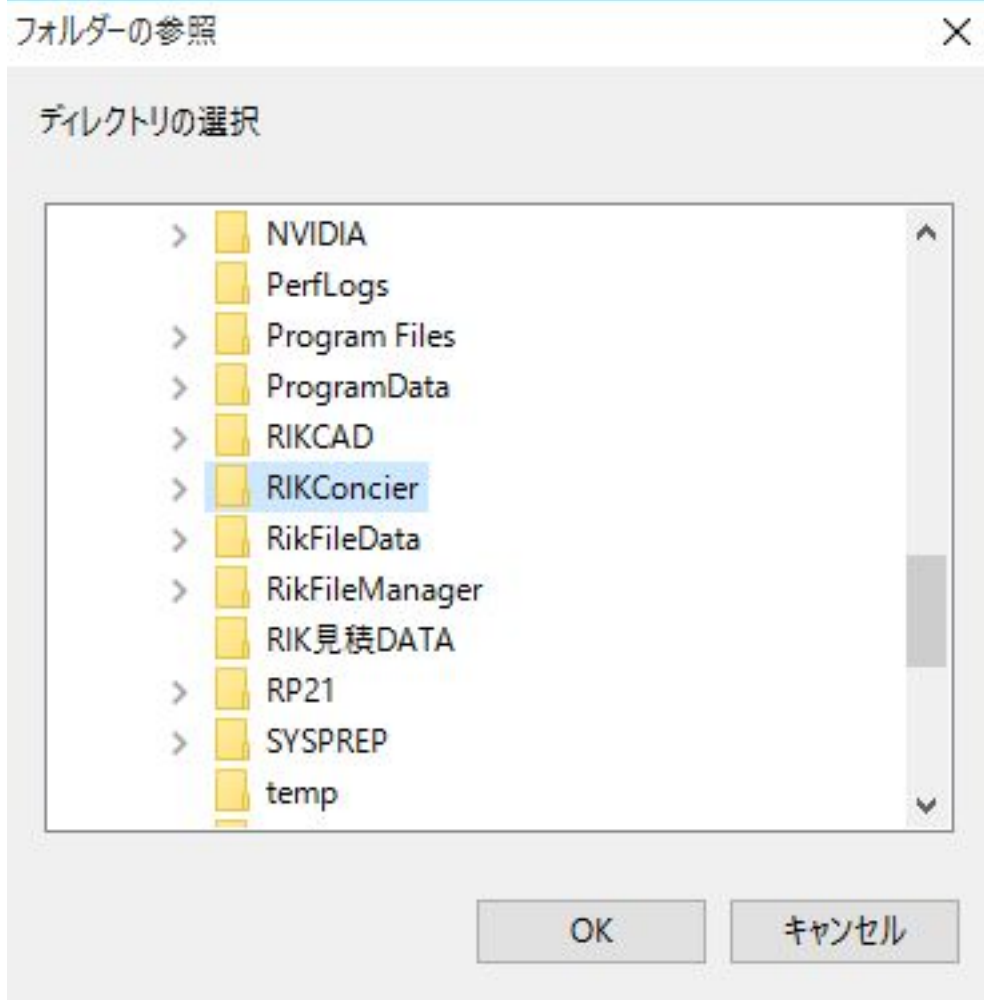 フォルダーの参照
ディレクトリの選択
NVIDIA
PerfLogs
Program Files
ProgramData
RIKCAD
RIKConcier
RikFileData
RikFileManager
RIK見積DATA
RP21
SYSPREP
temp
OK
キャンセル